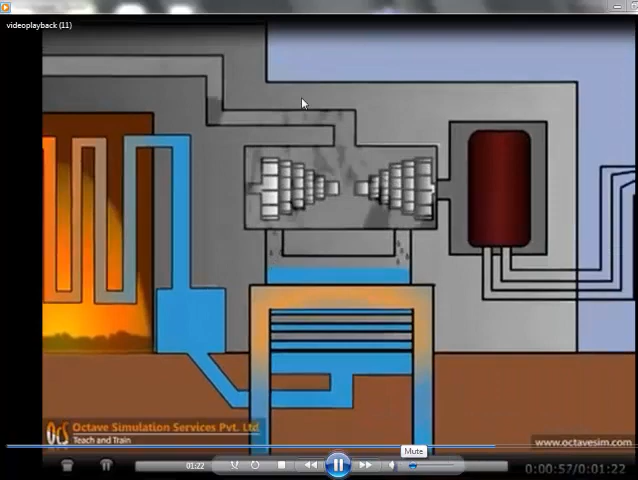 videoplayback (11)
OcS
Octave Simulation Services Pvt. Ltd
Teach and Train
www.octavesim.com
Mute
01:22
0:00:57/0:01:22